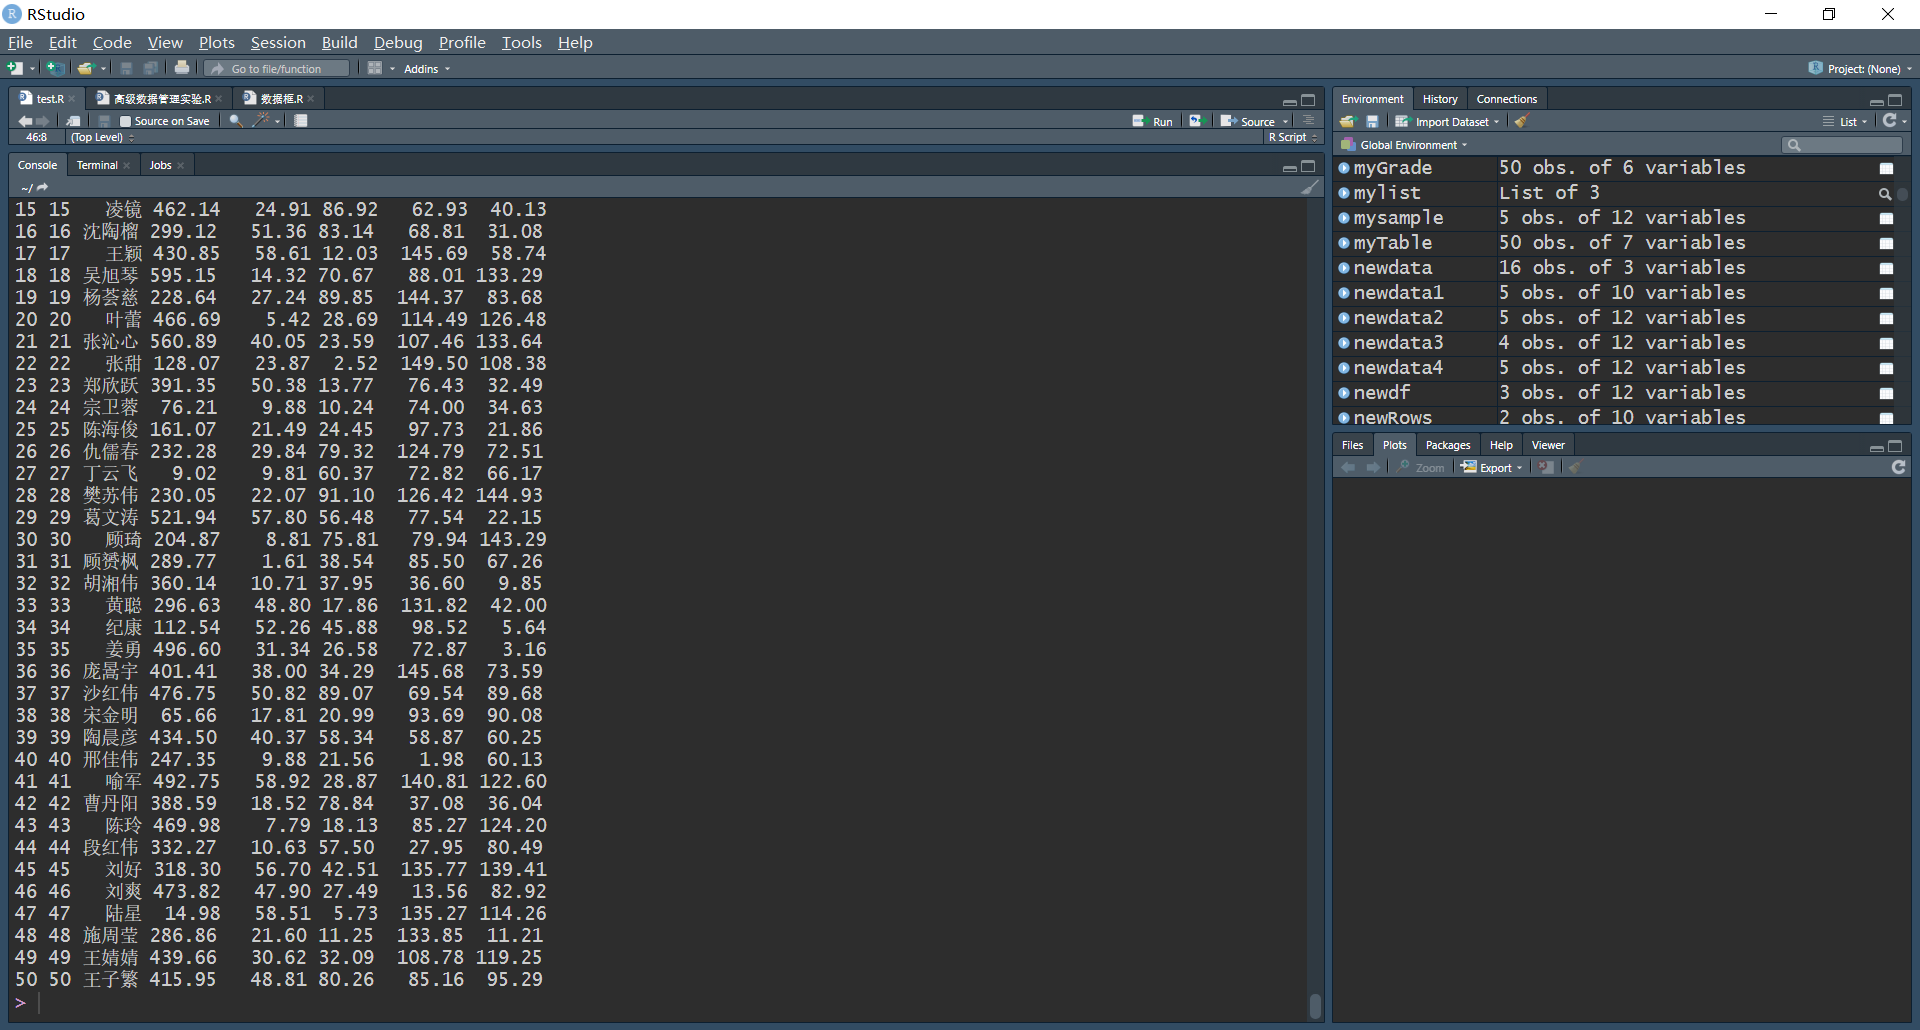 RStudio
File Edit Code View Plots Session Build Debug Profile Tools Help
Go to file/function Addins Project: (None)
test.R 高级数据管理实验.R 数据框.R
Source on Save Run Source
46:8 (Top Level) R Script
Console Terminal Jobs
~/
15 15 凌镜 462.14 24.91 86.92 62.93 40.13
16 16 沈陶榴 299.12 51.36 83.14 68.81 31.08
17 17 王颖 430.85 58.61 12.03 145.69 58.74
18 18 吴旭琴 595.15 14.32 70.67 88.01 133.29
19 19 杨荟慈 228.64 27.24 89.85 144.37 83.68
20 20 叶蕾 466.69 5.42 28.69 114.49 126.48
21 21 张沁心 560.89 40.05 23.59 107.46 133.64
22 22 张甜 128.07 23.87 2.52 149.50 108.38
23 23 郑欣跃 391.35 50.38 13.77 76.43 32.49
24 24 宗卫蓉 76.21 9.88 10.24 74.00 34.63
25 25 陈海俊 161.07 21.49 24.45 97.73 21.86
26 26 仇儒春 232.28 29.84 79.32 124.79 72.51
27 27 丁云飞 9.02 9.81 60.37 72.82 66.17
28 28 樊苏伟 230.05 22.07 91.10 126.42 144.93
29 29 葛文涛 521.94 57.80 56.48 77.54 22.15
30 30 顾琦 204.87 8.81 75.81 79.94 143.29
31 31 顾赟枫 289.77 1.61 38.54 85.50 67.26
32 32 胡湘伟 360.14 10.71 37.95 36.60 9.85
33 33 黄聪 296.63 48.80 17.86 131.82 42.00
34 34 纪康 112.54 52.26 45.88 98.52 5.64
35 35 姜勇 496.60 31.34 26.58 72.87 3.16
36 36 庞暠宇 401.41 38.00 34.29 145.68 73.59
37 37 沙红伟 476.75 50.82 89.07 69.54 89.68
38 38 宋金明 65.66 17.81 20.99 93.69 90.08
39 39 陶晨彦 434.50 40.37 58.34 58.87 60.25
40 40 邢佳伟 247.35 9.88 21.56 1.98 60.13
41 41 喻军 492.75 58.92 28.87 140.81 122.60
42 42 曹丹阳 388.59 18.52 78.84 37.08 36.04
43 43 陈玲 469.98 7.79 18.13 85.27 124.20
44 44 段红伟 332.27 10.63 57.50 27.95 80.49
45 45 刘好 318.30 56.70 42.51 135.77 139.41
46 46 刘爽 473.82 47.90 27.49 13.56 82.92
47 47 陆星 14.98 58.51 5.73 135.27 114.26
48 48 施周莹 286.86 21.60 11.25 133.85 11.21
49 49 王婧婧 439.66 30.62 32.09 108.78 119.25
50 50 王子繁 415.95 48.81 80.26 85.16 95.29
>
Environment History Connections
Import Dataset List
Global Environment
myGrade 50 obs. of 6 variables
mylist List of 3
mysample 5 obs. of 12 variables
myTable 50 obs. of 7 variables
newdata 16 obs. of 3 variables
newdata1 5 obs. of 10 variables
newdata2 5 obs. of 12 variables
newdata3 4 obs. of 12 variables
newdata4 5 obs. of 12 variables
newdf 3 obs. of 12 variables
newRows 2 obs. of 10 variables
Files Plots Packages Help Viewer
Zoom Export